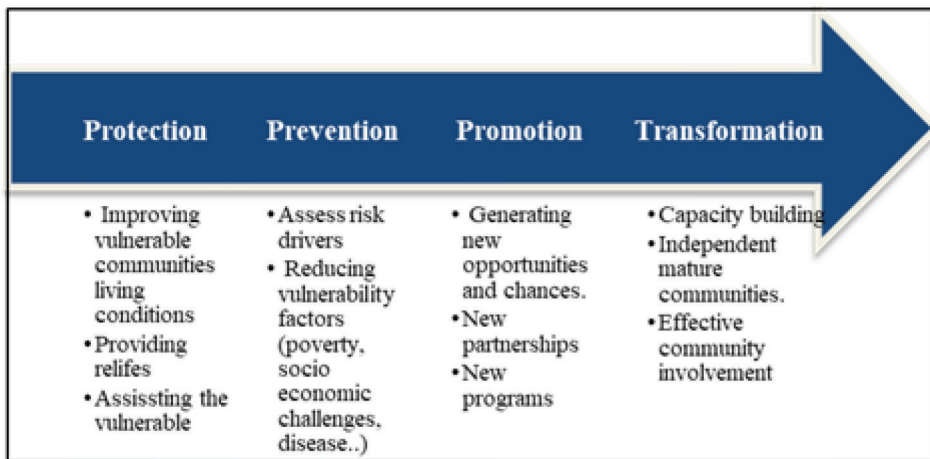 Protection
Prevention
Promotion
Transformation
• Improving
vulnerable
communities
living
conditions
•Providing
relifes
•Assissting the
vulnerable
•Assess risk
drivers
• Reducing
vulnerability
factors
(poverty,
socio
economic
challenges,
disease..)
• Generating
new
opportunities
and chances.
•New
partnerships
•New
programs
•Capacity building
•Independent
mature
communities.
•Effective
community
involvement